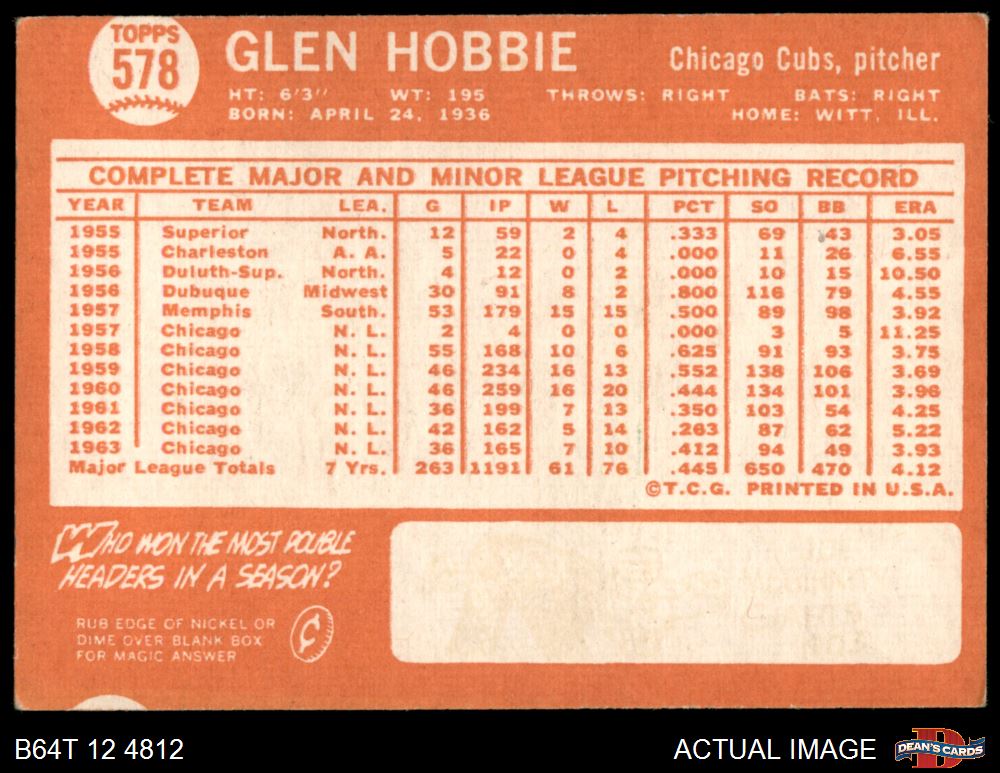 TOPPS
578
GLEN HOBBIE
Chicago Cubs, pitcher
HT: 6'3" WT: 195 THROWS: RIGHT BATS: RIGHT
BORN: APRIL 24, 1936 HOME: WITT, ILL.
COMPLETE MAJOR AND MINOR LEAGUE PITCHING RECORD
YEAR TEAM LEA. G IP W L PCT SO BB ERA
1955 Superior North. 12 59 2 4 .333 69 43 3.05
1955 Charleston A. A. 5 22 0 4 .000 11 26 6.55
1956 Duluth-Sup. North. 4 12 0 2 .000 10 15 10.50
1956 Dubuque Midwest 30 91 8 2 .800 116 79 4.55
1957 Memphis South. 53 179 15 15 .500 89 98 3.92
1957 Chicago N. L. 2 4 0 0 .000 3 5 11.25
1958 Chicago N. L. 55 168 10 6 .625 91 93 3.75
1959 Chicago N. L. 46 234 16 13 .552 138 106 3.69
1960 Chicago N. L. 46 259 16 20 .444 134 101 3.96
1961 Chicago N. L. 36 199 7 13 .350 103 54 4.25
1962 Chicago N. L. 42 162 5 14 .263 87 62 5.22
1963 Chicago N. L. 36 165 7 10 .412 94 49 3.93
Major League Totals 7 Yrs. 263 1191 61 76 .445 650 470 4.12
©T.C.G. PRINTED IN U.S.A.
WHO WON THE MOST DOUBLE
HEADERS IN A SEASON?
RUB EDGE OF NICKEL OR
DIME OVER BLANK BOX
FOR MAGIC ANSWER
¢
B64T 12 4812
ACTUAL IMAGE
D
DEAN'S CARDS